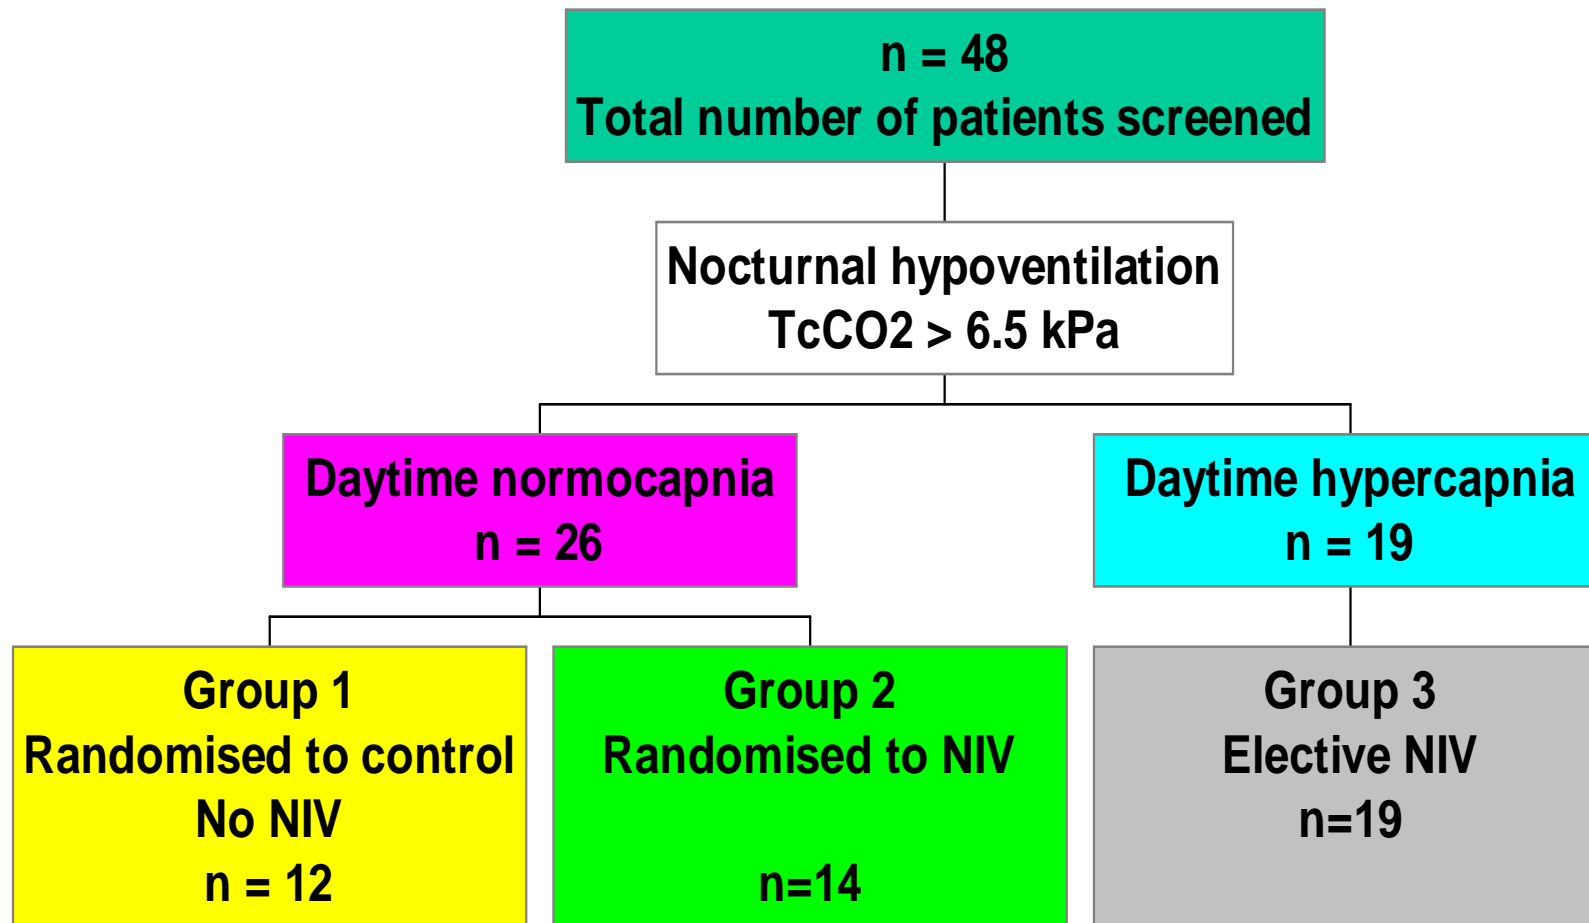 n = 48
Total number of patients screened
Nocturnal hypoventilation
TcCO2 > 6.5 kPa
Daytime normocapnia
n = 26
Daytime hypercapnia
n = 19
Group 1
Randomised to control
No NIV
n = 12
Group 2
Randomised to NIV
n=14
Group 3
Elective NIV
n=19